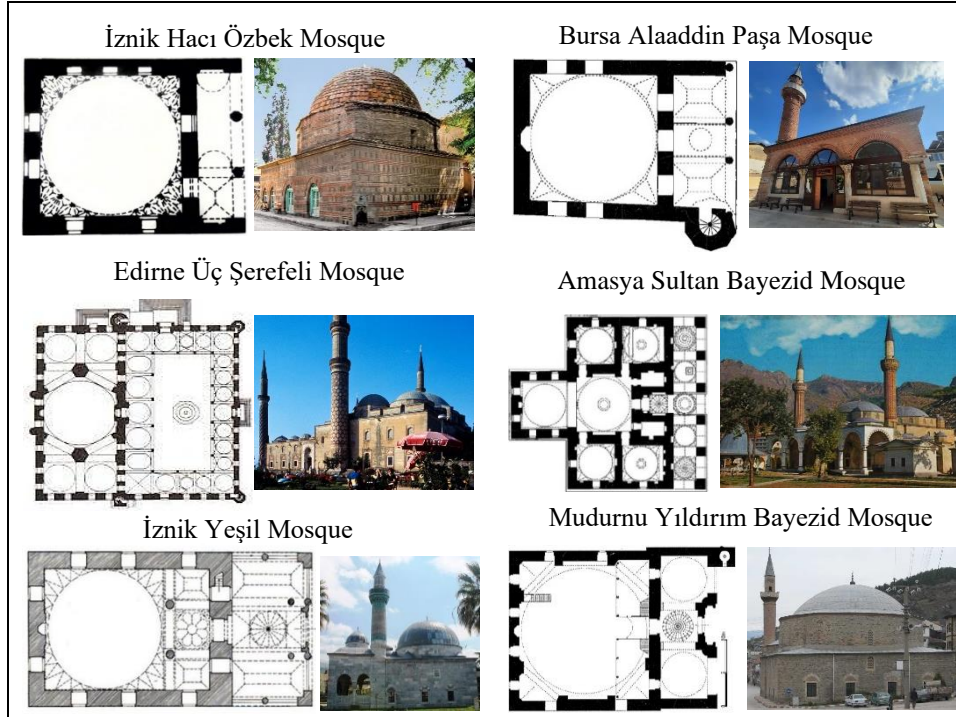 İznik Hacı Özbek Mosque
Bursa Alaaddin Paşa Mosque
Edirne Üç Şerefeli Mosque
Amasya Sultan Bayezid Mosque
İznik Yeşil Mosque
Mudurnu Yıldırım Bayezid Mosque